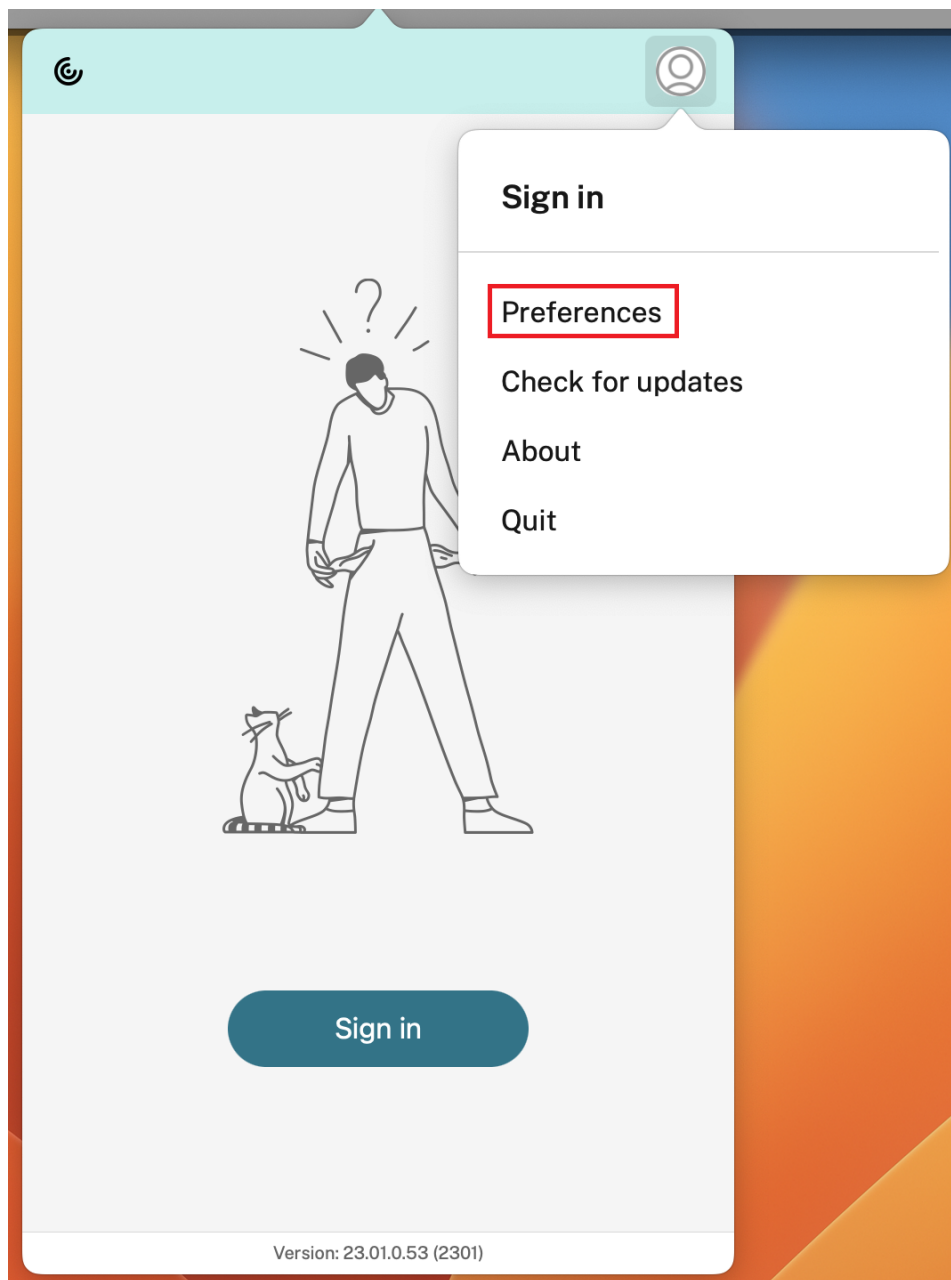 Sign in
Preferences
Check for updates
About
Quit
?
Sign in
Version: 23.01.0.53 (2301)